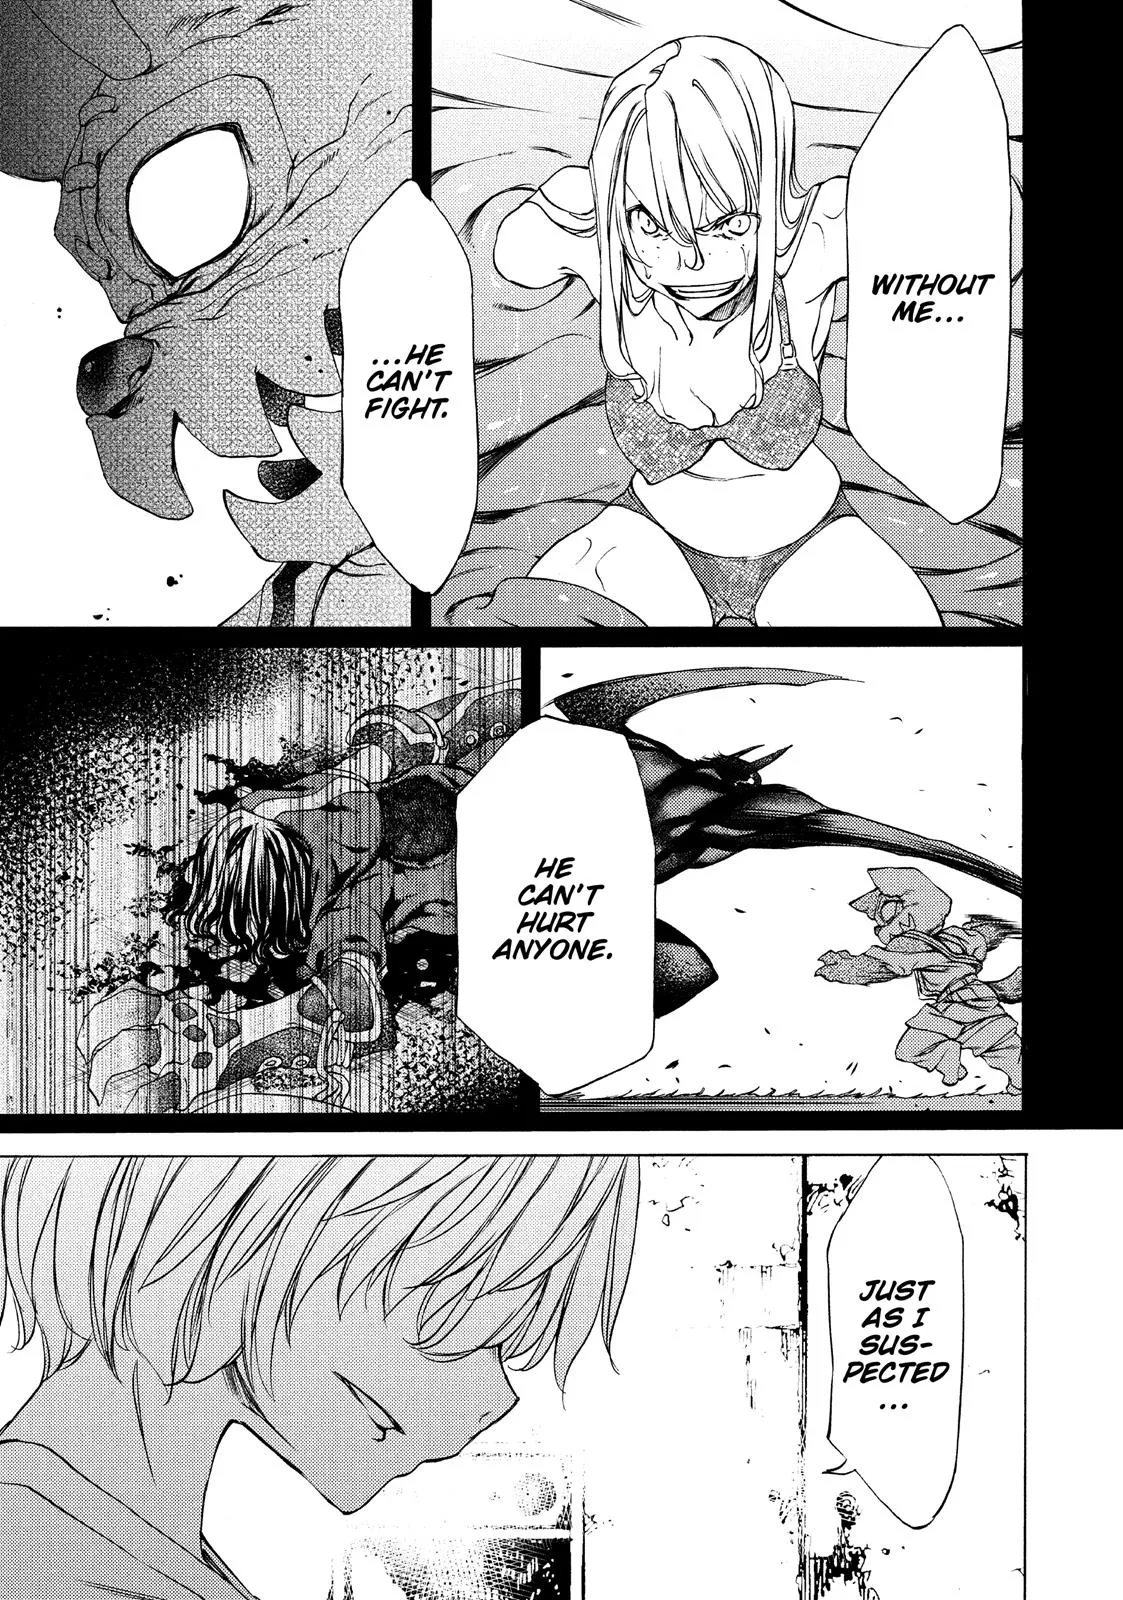 WITHOUT
ME...
...HE
CAN'T
FIGHT.
HE
CAN'T
HURT
ANYONE.
JUST
AS I
SUS-
PECTED
...